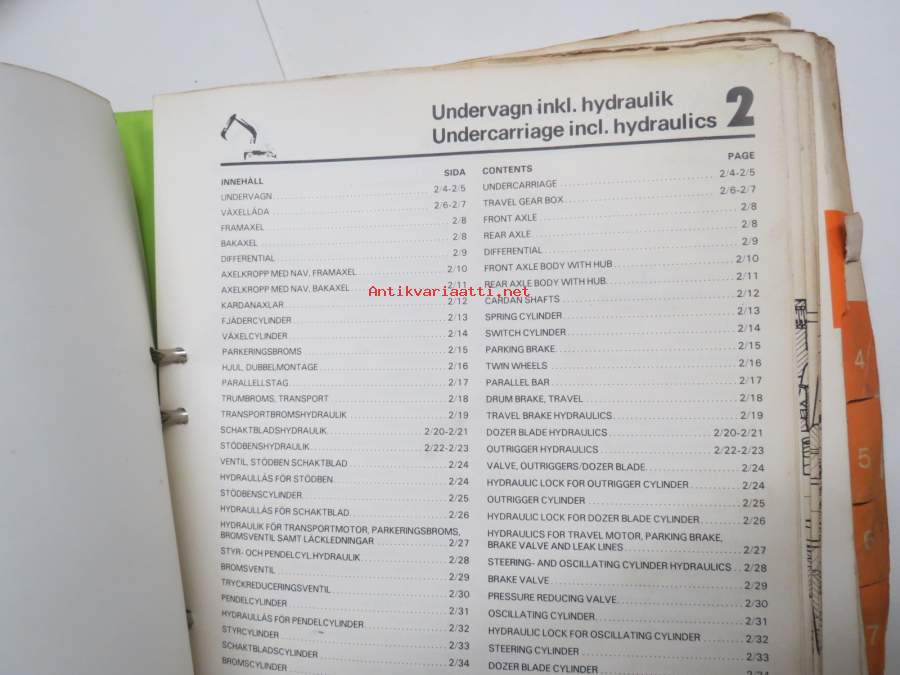 Undervagn inkl. hydraulik
Undercarriage incl. hydraulics 2
INNEHÅLL SIDA
UNDERVAGN 2/4-2/5
VÄXELLÅDA 2/6-2/7
FRAMAXEL 2/8
BAKAXEL 2/8
DIFFERENTIAL 2/9
AXELKROPP MED NAV, FRAMAXEL 2/10
AXELKROPP MED NAV, BAKAXEL 2/11
KARDANAXLAR 2/12
FJÄDERCYLINDER 2/13
VÄXELCYLINDER 2/14
PARKERINGSBROMS 2/15
HJUL, DUBBELMONTAGE 2/16
PARALLELLSTAG 2/17
TRUMBROMS, TRANSPORT 2/18
TRANSPORTBROMSHYDRAULIK 2/19
SCHAKTBLADSHYDRAULIK 2/20-2/21
STÖDBENSHYDRAULIK 2/22-2/23
VENTIL, STÖDBEN SCHAKTBLAD 2/24
HYDRAULLÅS FÖR STÖDBEN 2/24
STÖDBENSCYLINDER 2/25
HYDRAULLÅS FÖR SCHAKTBLAD 2/26
HYDRAULIK FÖR TRANSPORTMOTOR, PARKERINGSBROMS,
BROMSVENTIL SAMT LÄCKLEDNINGAR 2/27
STYR- OCH PENDELCYL.HYDRAULIK 2/28
BROMSVENTIL 2/29
TRYCKREDUCERINGSVENTIL 2/30
PENDELCYLINDER 2/31
HYDRAULLÅS FÖR PENDELCYLINDER 2/32
STYRCYLINDER 2/33
SCHAKTBLADSCYLINDER 2/34
BROMSCYLINDER
CONTENTS PAGE
UNDERCARRIAGE 2/4-2/5
TRAVEL GEAR BOX 2/6-2/7
FRONT AXLE 2/8
REAR AXLE 2/8
DIFFERENTIAL 2/9
FRONT AXLE BODY WITH HUB 2/10
REAR AXLE BODY WITH HUB 2/11
CARDAN SHAFTS 2/12
SPRING CYLINDER 2/13
SWITCH CYLINDER 2/14
PARKING BRAKE 2/15
TWIN WHEELS 2/16
PARALLEL BAR 2/17
DRUM BRAKE, TRAVEL 2/18
TRAVEL BRAKE HYDRAULICS 2/19
DOZER BLADE HYDRAULICS 2/20-2/21
OUTRIGGER HYDRAULICS 2/22-2/23
VALVE, OUTRIGGERS/DOZER BLADE 2/24
HYDRAULIC LOCK FOR OUTRIGGER CYLINDER 2/24
OUTRIGGER CYLINDER 2/25
HYDRAULIC LOCK FOR DOZER BLADE CYLINDER 2/26
HYDRAULICS FOR TRAVEL MOTOR, PARKING BRAKE,
BRAKE VALVE AND LEAK LINES 2/27
STEERING- AND OSCILLATING CYLINDER HYDRAULICS 2/28
BRAKE VALVE 2/29
PRESSURE REDUCING VALVE 2/30
OSCILLATING CYLINDER 2/31
HYDRAULIC LOCK FOR OSCILLATING CYLINDER 2/32
STEERING CYLINDER 2/33
DOZER BLADE CYLINDER 2/34
Antikvariaatti.net
4
5
6
7